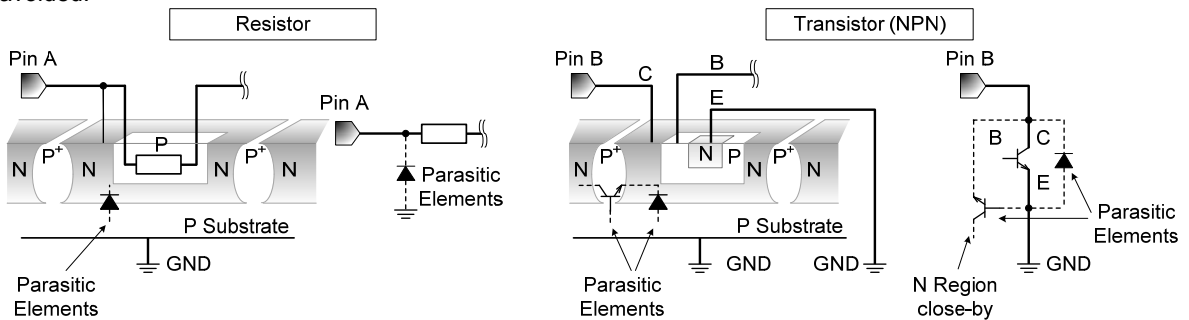 Resistor
Pin A
N
P+
N
P
N
P+
N
P Substrate
GND
Parasitic
Elements
Pin A
Parasitic
Elements
Transistor (NPN)
Pin B
C
B
E
N
P+
N
N
P
N
P+
N
P Substrate
GND
GND
Parasitic
Elements
Pin B
B
C
E
Parasitic
Elements
GND
N Region
close-by